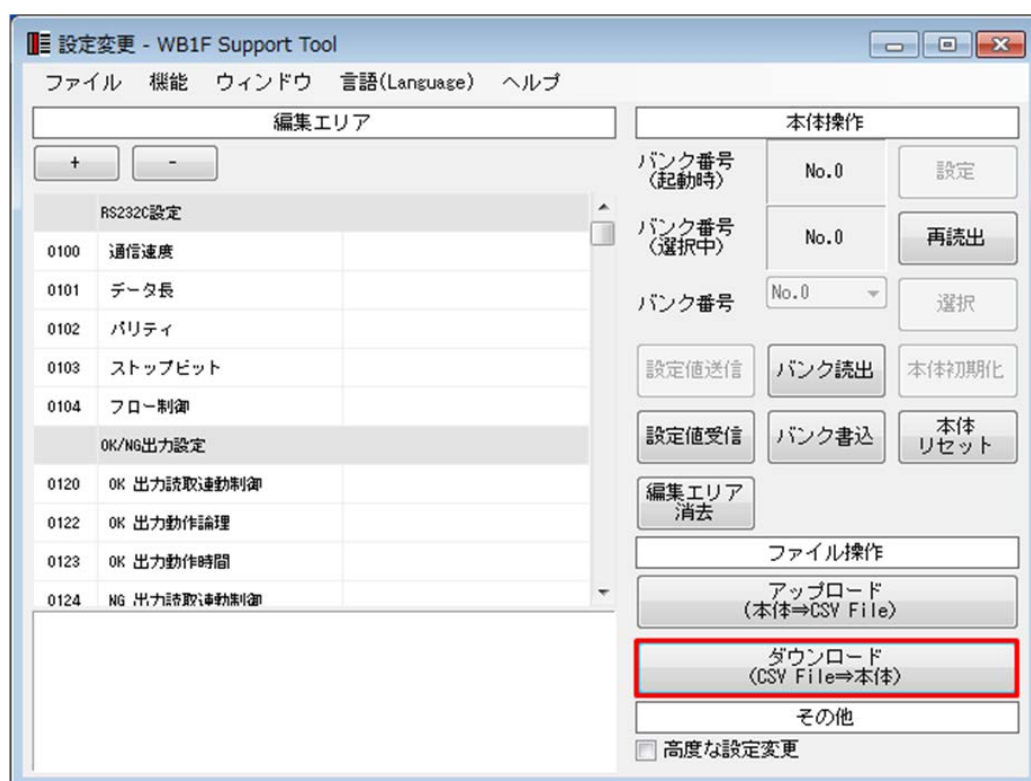 設定変更 - WB1F Support Tool
ファイル 機能 ウィンドウ 言語(Language) ヘルプ
編集エリア
+ -
RS232C設定
0100 通信速度
0101 データ長
0102 パリティ
0103 ストップビット
0104 フロー制御
OK/NG出力設定
0120 OK 出力読取連動制御
0122 OK 出力動作論理
0123 OK 出力動作時間
0124 NG 出力読取連動制御
本体操作
バンク番号
(起動時)
No.0
設定
バンク番号
(選択中)
No.0
再読出
バンク番号
No.0
選択
設定値送信
バンク読出
本体初期化
設定値受信
バンク書込
本体
リセット
編集エリア
消去
ファイル操作
アップロード
(本体⇒CSV File)
ダウンロード
(CSV File⇒本体)
その他
高度な設定変更